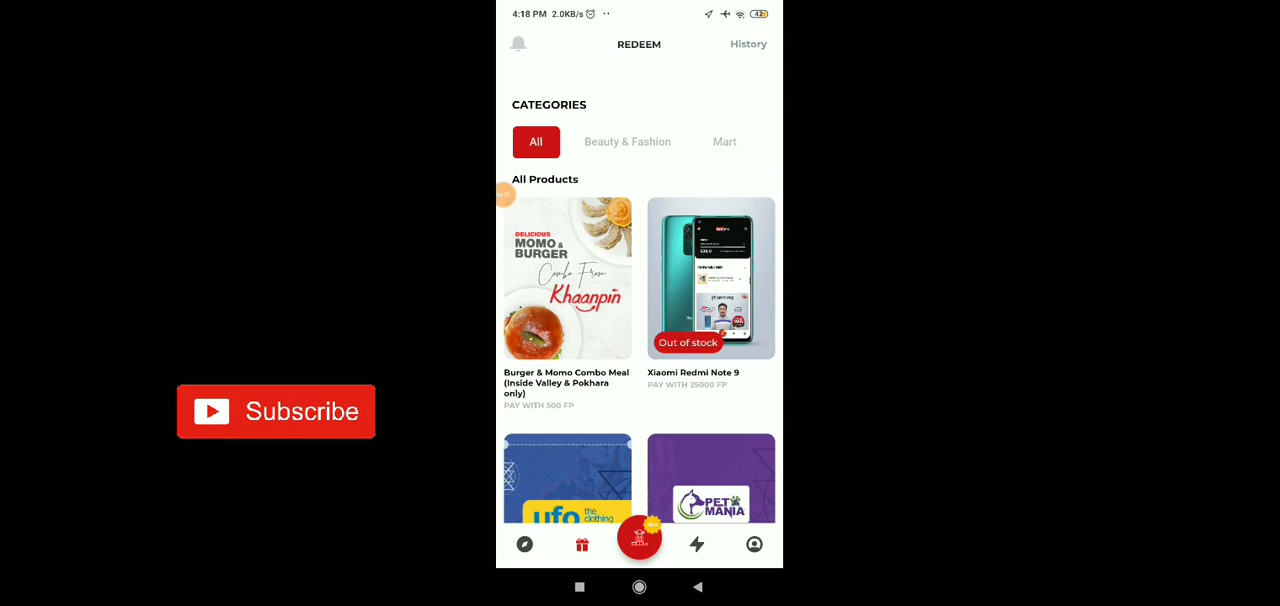 4:18 PM 2.0KB/s
42
REDEEM
History
CATEGORIES
All
Beauty & Fashion
Mart
All Products
DELICIOUS
MOMO &
BURGER
Combo From
Khaanpin
Out of stock
Burger & Momo Combo Meal
(Inside Valley & Pokhara
only)
PAY WITH 500 FP
Xiaomi Redmi Note 9
PAY WITH 25000 FP
Subscribe
ufo the
clothing
PET
MANIA